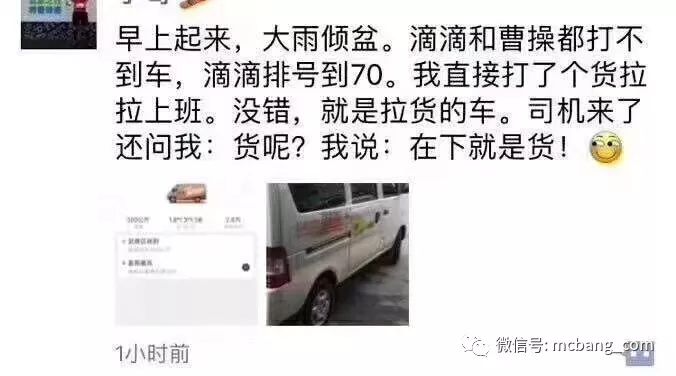 早上起来，大雨倾盆。滴滴和曹操都打不
到车，滴滴排号到70。我直接打了个货拉
拉上班。没错，就是拉货的车。司机来了
还问我：货呢？我说：在下就是货！
1小时前
微信号: mcbang_com